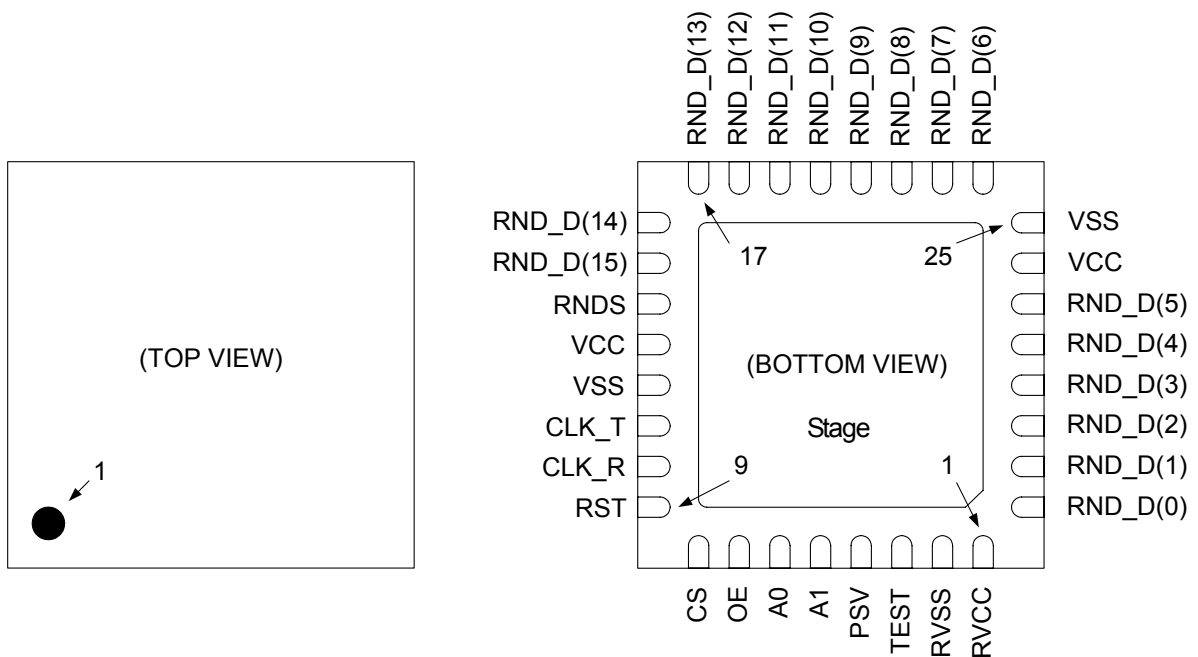 RND_D(13)
RND_D(12)
RND_D(11)
RND_D(10)
RND_D(9)
RND_D(8)
RND_D(7)
RND_D(6)
(TOP VIEW)
1
RND_D(14)
RND_D(15)
RNDS
VCC
VSS
CLK_T
CLK_R
RST
17
25
(BOTTOM VIEW)
Stage
9
1
VSS
VCC
RND_D(5)
RND_D(4)
RND_D(3)
RND_D(2)
RND_D(1)
RND_D(0)
CS
OE
A0
A1
PSV
TEST
RVSS
RVCC